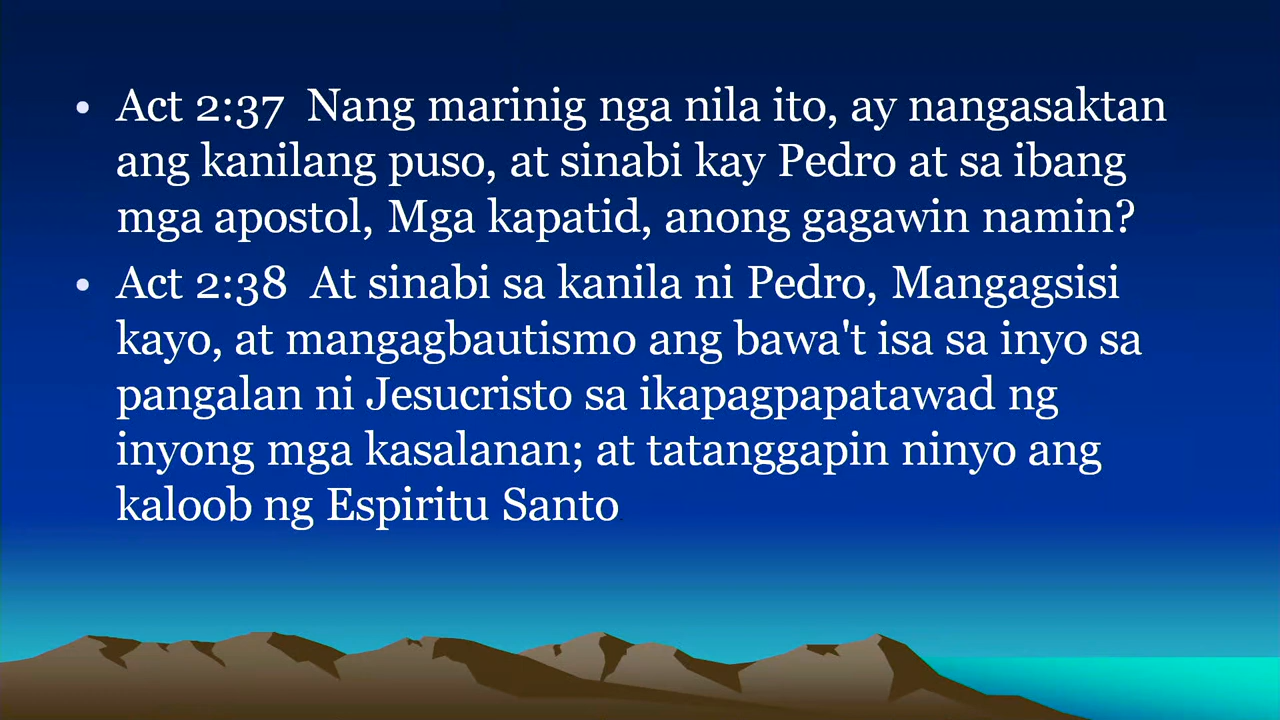 • Act 2:37  Nang marinig nga nila ito, ay nangasaktan
ang kanilang puso, at sinabi kay Pedro at sa ibang
mga apostol, Mga kapatid, anong gagawin namin?
• Act 2:38  At sinabi sa kanila ni Pedro, Mangagsisi
kayo, at mangagbautismo ang bawa't isa sa inyo sa
pangalan ni Jesucristo sa ikapagpapatawad ng
inyong mga kasalanan; at tatanggapin ninyo ang
kaloob ng Espiritu Santo.